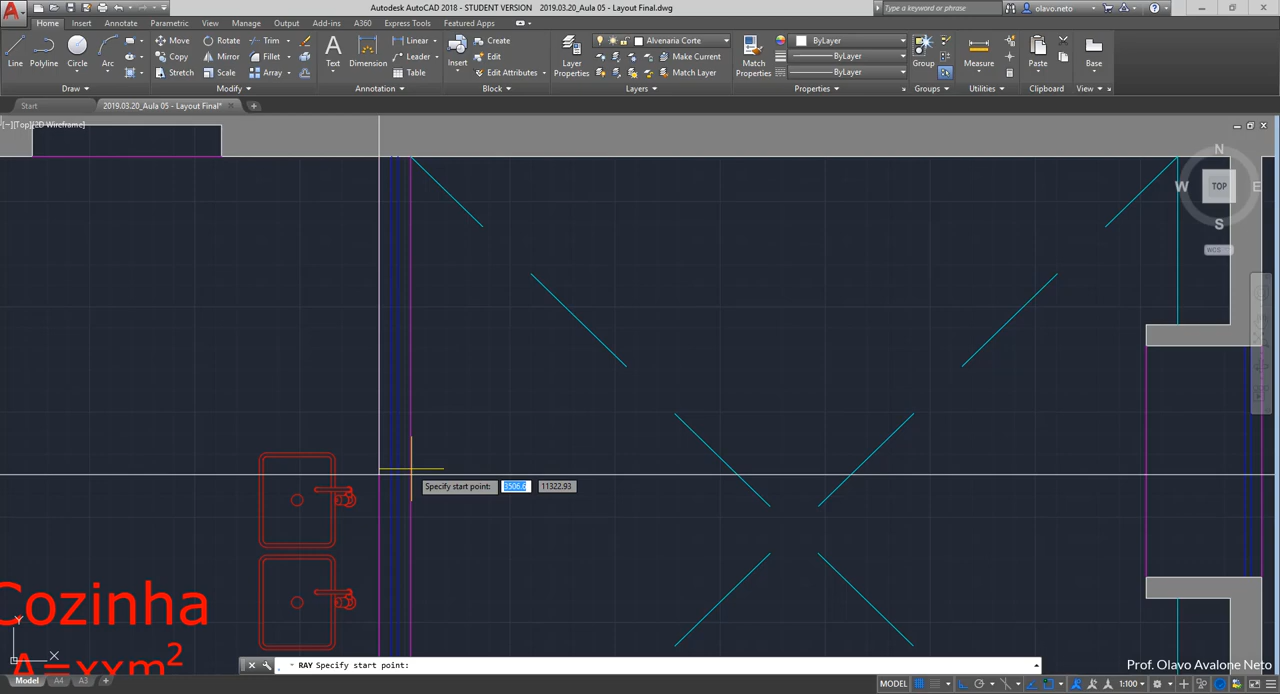 Autodesk AutoCAD 2018 - STUDENT VERSION    2019.03.20_Aula 05 - Layout Final.dwg
Type a keyword or phrase
olavo.neto
Home Insert Annotate Parametric View Manage Output Add-ins A360 Express Tools Featured Apps
Line Polyline Circle Arc
Move Rotate Trim
Copy Mirror Fillet
Stretch Scale Array
Text Dimension
Linear
Leader
Table
Insert
Create
Edit
Edit Attributes
Layer Properties
Alvenaria Corte
Make Current
Match Layer
Match Properties
ByLayer
ByLayer
ByLayer
Group
Measure
Paste
Base
Draw Modify Annotation Block Layers Properties Groups Utilities Clipboard View
Start
2019.03.20_Aula 05 - Layout Final*
[−][Top][2D Wireframe]
N
W TOP E
S
WCS
Specify start point: 3506.6 11322.93
Cozinha
A=xxm²
Y
X
RAY Specify start point:
Prof. Olavo Avalone Neto
Model A4 A3 +
MODEL
1:100